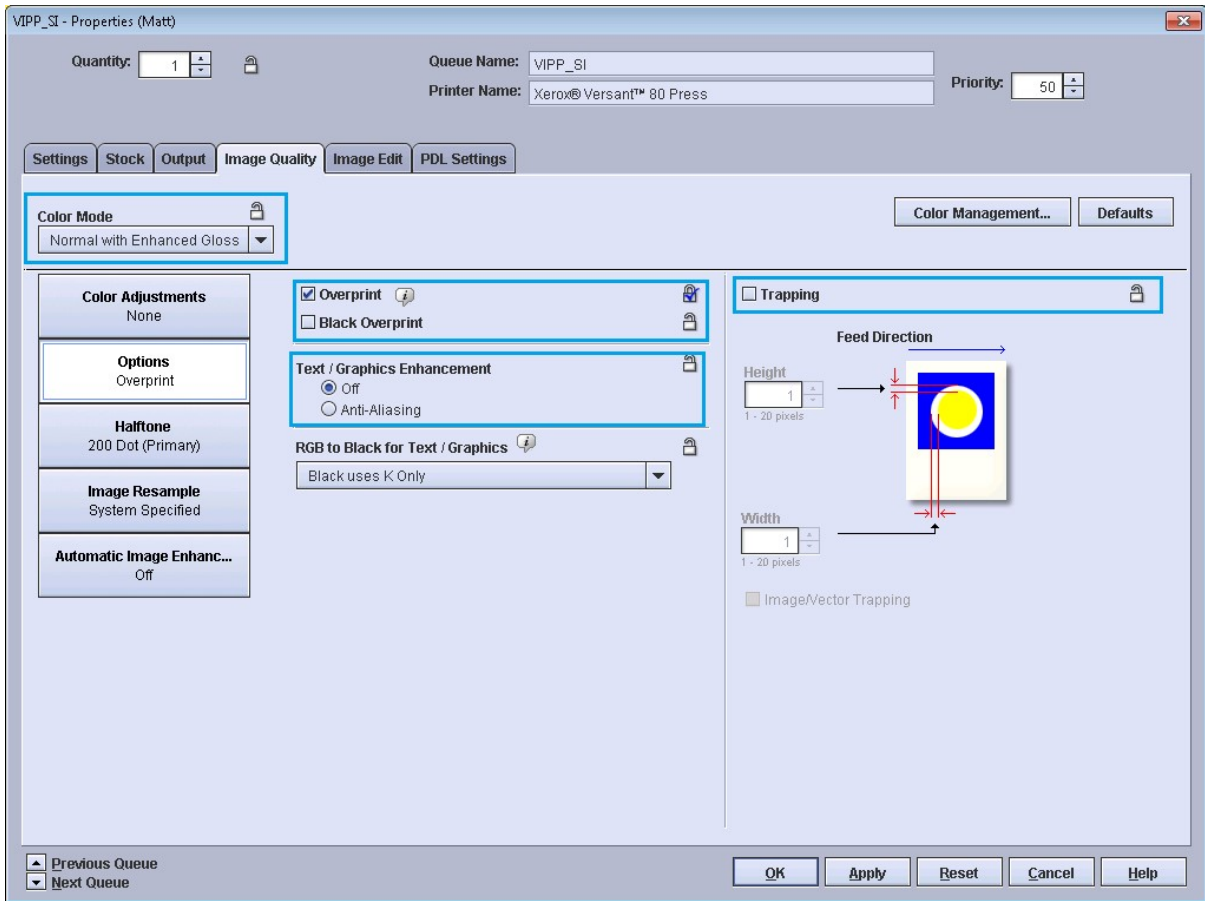 VIPP_SI - Properties (Matt)
Quantity: 1
Queue Name: VIPP_SI
Printer Name: Xerox® Versant™ 80 Press
Priority: 50
Settings Stock Output Image Quality Image Edit PDL Settings
Color Mode
Normal with Enhanced Gloss
Color Management... Defaults
Color Adjustments
None
Options
Overprint
Halftone
200 Dot (Primary)
Image Resample
System Specified
Automatic Image Enhanc...
Off
Overprint
Black Overprint
Text / Graphics Enhancement
Off
Anti-Aliasing
RGB to Black for Text / Graphics
Black uses K Only
Trapping
Feed Direction
Height
1
1 - 20 pixels
Width
1
1 - 20 pixels
Image/Vector Trapping
Previous Queue
Next Queue
OK Apply Reset Cancel Help